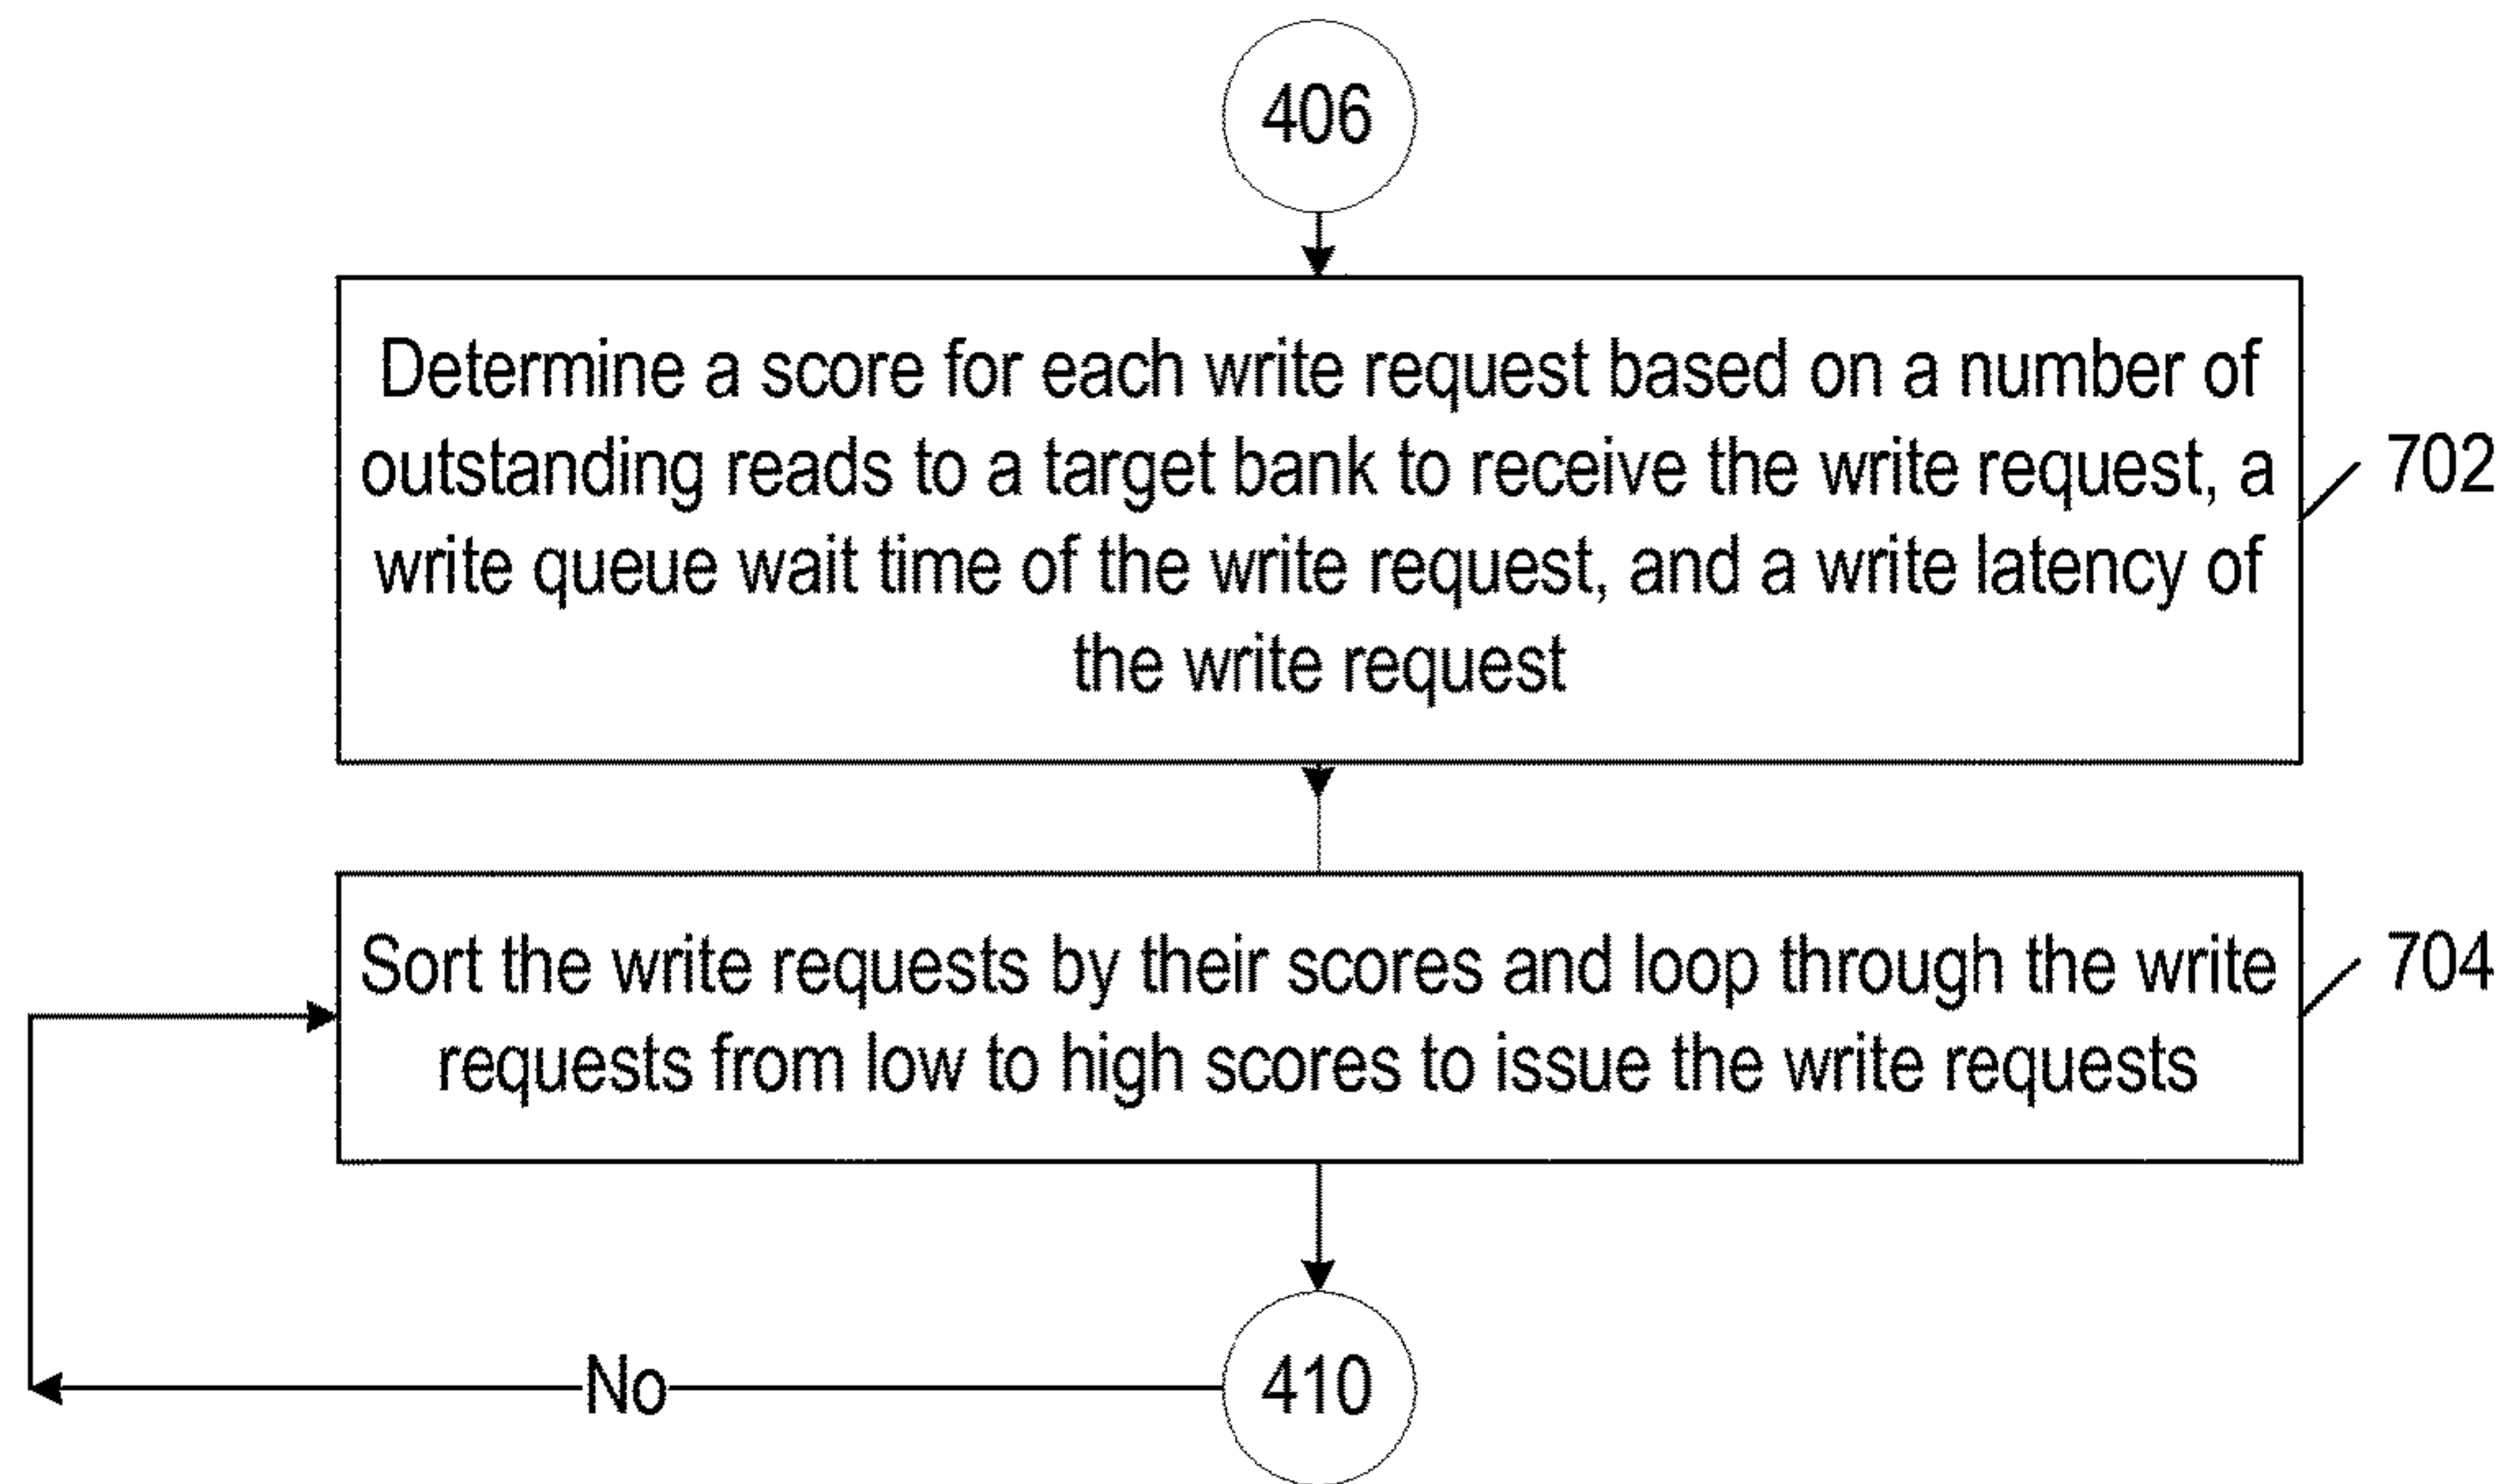 406
Determine a score for each write request based on a number of
outstanding reads to a target bank to receive the write request, a
write queue wait time of the write request, and a write latency of
the write request
702
Sort the write requests by their scores and loop through the write
requests from low to high scores to issue the write requests
704
No
410